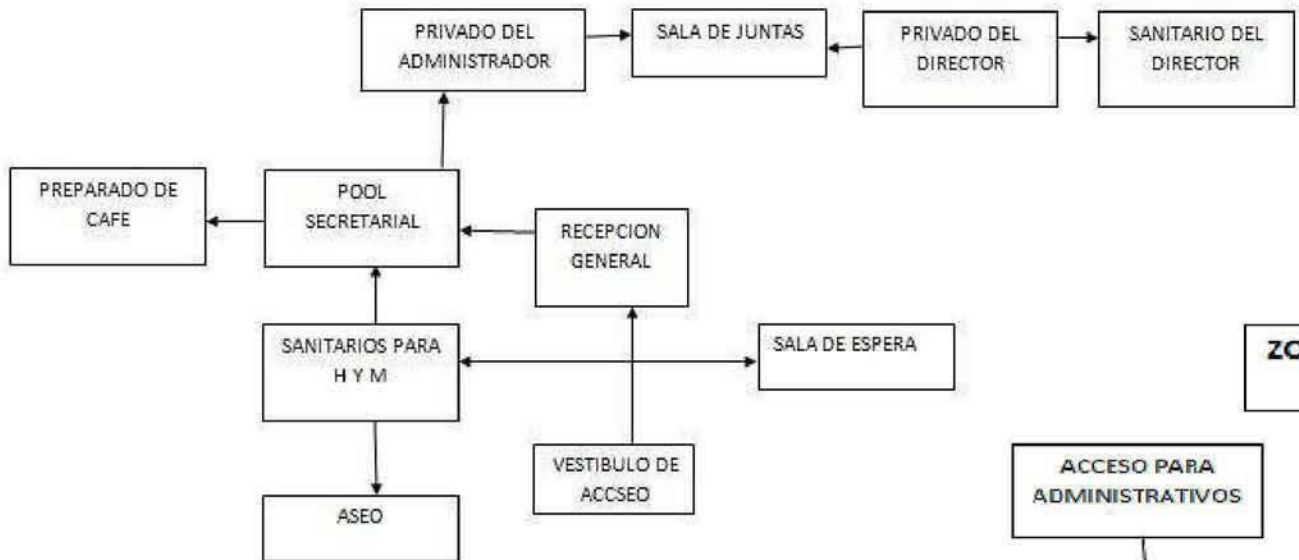 PRIVADO DEL
ADMINISTRADOR
SALA DE JUNTAS
PRIVADO DEL
DIRECTOR
SANITARIO DEL
DIRECTOR
PREPARADO DE
CAFE
POOL
SECRETARIAL
RECEPCION
GENERAL
SANITARIOS PARA
H Y M
SALA DE ESPERA
VESTIBULO DE
ACCSEO
ASEO
ACCESO PARA
ADMINISTRATIVOS